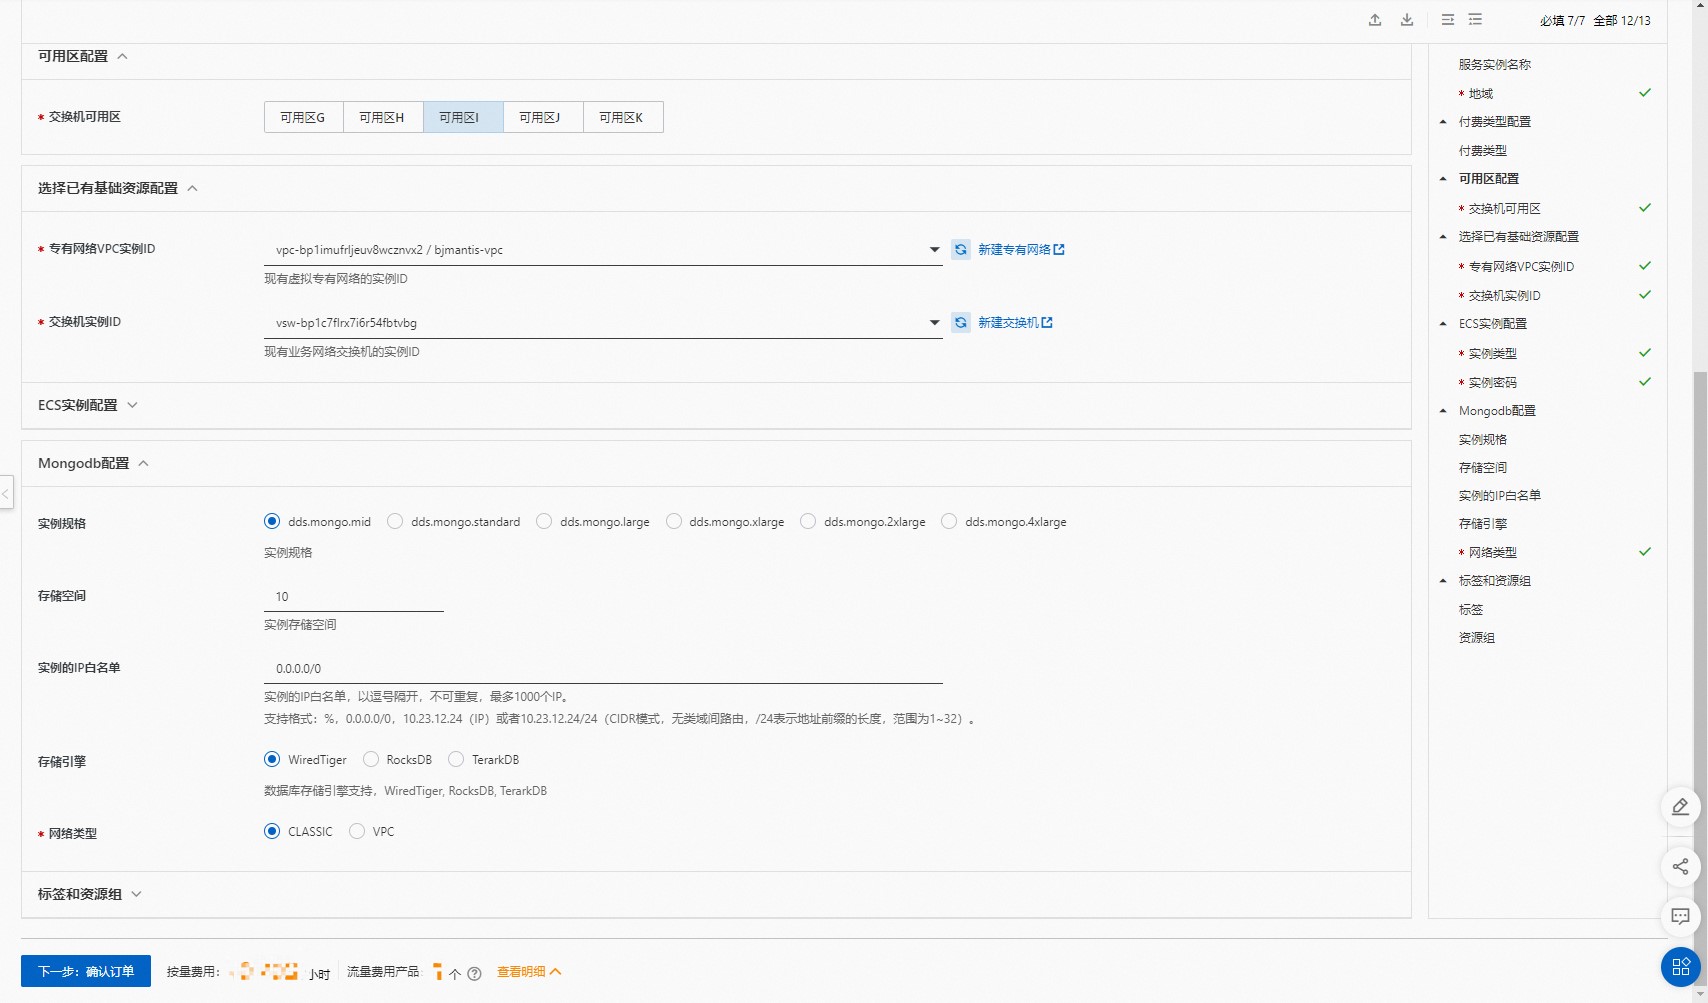 必填 7/7 全部 12/13
可用区配置
* 交换机可用区
可用区G 可用区H 可用区I 可用区J 可用区K
选择已有基础资源配置
* 专有网络VPC实例ID
vpc-bp1imufrljeuv8wcznvx2 / bjmantis-vpc
新建专有网络
现有虚拟专有网络的实例ID
* 交换机实例ID
vsw-bp1c7flrx7i6r54fbtvbg
新建交换机
现有业务网络交换机的实例ID
ECS实例配置
Mongodb配置
实例规格
dds.mongo.mid dds.mongo.standard dds.mongo.large dds.mongo.xlarge dds.mongo.2xlarge dds.mongo.4xlarge
实例规格
存储空间
10
实例存储空间
实例的IP白名单
0.0.0.0/0
实例的IP白名单，以逗号隔开，不可重复，最多1000个IP。
支持格式：%，0.0.0.0/0，10.23.12.24（IP）或者10.23.12.24/24（CIDR模式，无类域间路由，/24表示地址前缀的长度，范围为1~32）。
存储引擎
WiredTiger RocksDB TerarkDB
数据库存储引擎支持，WiredTiger, RocksDB, TerarkDB
* 网络类型
CLASSIC VPC
标签和资源组
下一步：确认订单 按量费用： 小时 流量费用产品: 个 查看明细
服务实例名称
* 地域
付费类型配置
付费类型
可用区配置
* 交换机可用区
选择已有基础资源配置
* 专有网络VPC实例ID
* 交换机实例ID
ECS实例配置
* 实例类型
* 实例密码
Mongodb配置
实例规格
存储空间
实例的IP白名单
存储引擎
* 网络类型
标签和资源组
标签
资源组